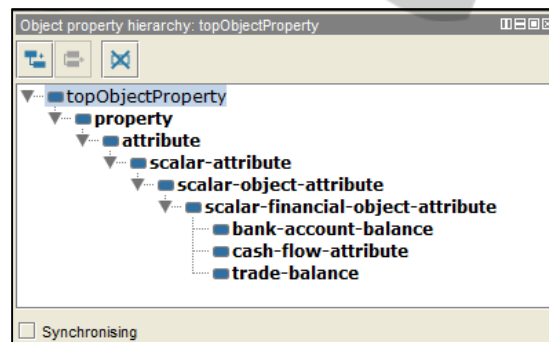 Object property hierarchy: topObjectProperty
topObjectProperty
property
attribute
scalar-attribute
scalar-object-attribute
scalar-financial-object-attribute
bank-account-balance
cash-flow-attribute
trade-balance
Synchronising